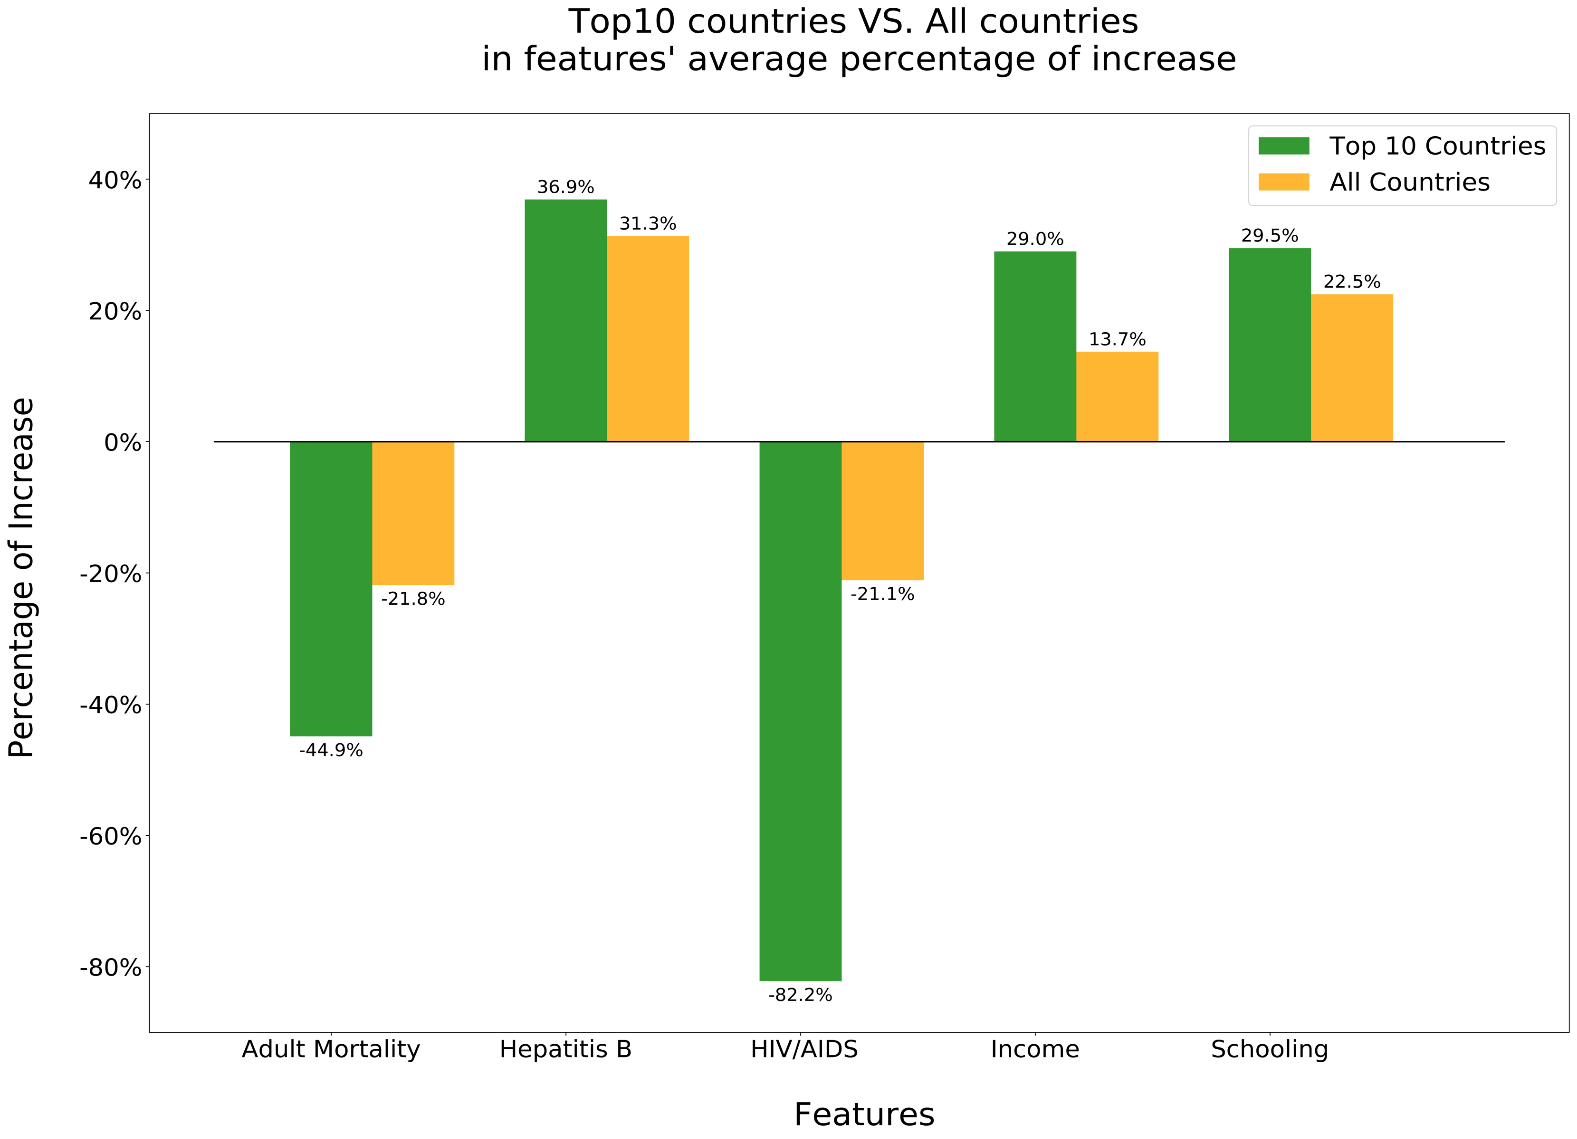 Top10 countries VS. All countries
in features' average percentage of increase
Top 10 Countries
All Countries
Percentage of Increase
40%
20%
0%
-20%
-40%
-60%
-80%
-44.9%
-21.8%
36.9%
31.3%
-82.2%
-21.1%
29.0%
13.7%
29.5%
22.5%
Adult Mortality
Hepatitis B
HIV/AIDS
Income
Schooling
Features